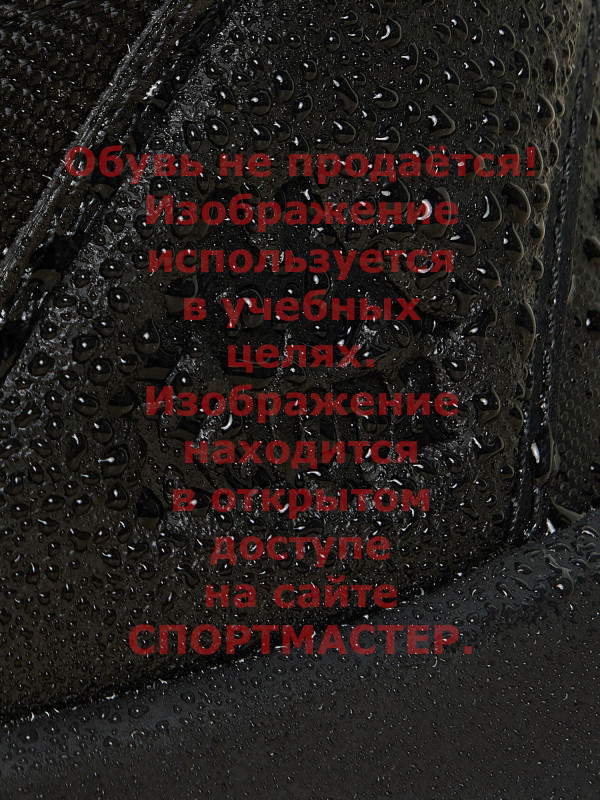 Обувь не продаётся!
Изображение
используется
в учебных
целях.
Изображение
находится
в открытом
доступе
на сайте
СПОРТМАСТЕР.